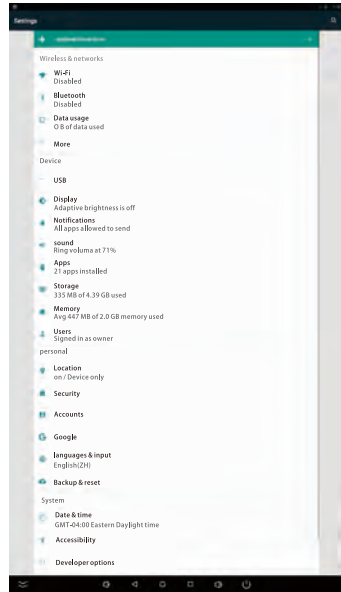 Settings
Wireless & networks
Wi-Fi
Disabled
Bluetooth
Disabled
Data usage
0 B of data used
More
Device
USB
Display
Adaptive brightness is off
Notifications
All apps allowed to send
sound
Ring voluma at 71%
Apps
21 apps installed
Storage
335 MB of 4.39 GB used
Memory
Avg 447 MB of 2.0 GB memory used
Users
Signed in as owner
personal
Location
on / Device only
Security
Accounts
Google
languages & input
English(ZH)
Backup & reset
System
Date & time
GMT-04:00 Eastern Daylight time
Accessibility
Developer options